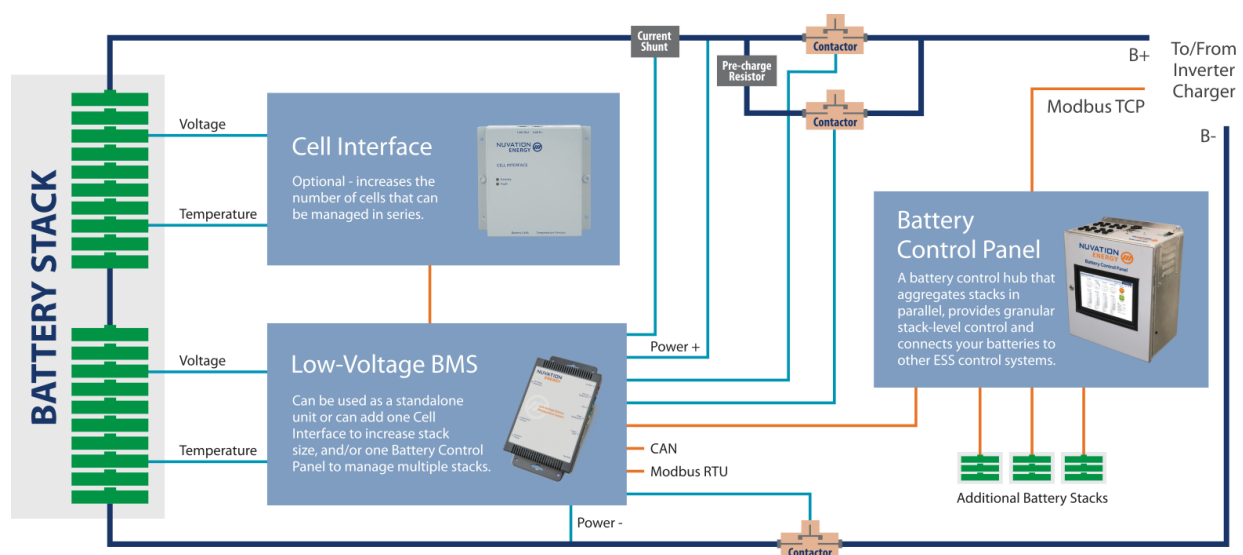 Current
Shunt
Contactor
B+
To/From
Inverter
Charger
Pre-charge
Resistor
Contactor
Modbus TCP
B-
BATTERY STACK
Voltage
Temperature
Cell Interface
Optional - increases the
number of cells that can
be managed in series.
NUVATION
ENERGY
CELL INTERFACE
Battery
Control Panel
A battery control hub that
aggregates stacks in
parallel, provides granular
stack-level control and
connects your batteries to
other ESS control systems.
NUVATION
ENERGY
Battery Control Panel
Voltage
Temperature
Low-Voltage BMS
Can be used as a standalone
unit or can add one Cell
Interface to increase stack
size, and/or one Battery Control
Panel to manage multiple stacks.
NUVATION
ENERGY
Power +
CAN
Modbus RTU
Additional Battery Stacks
Power -
Contactor